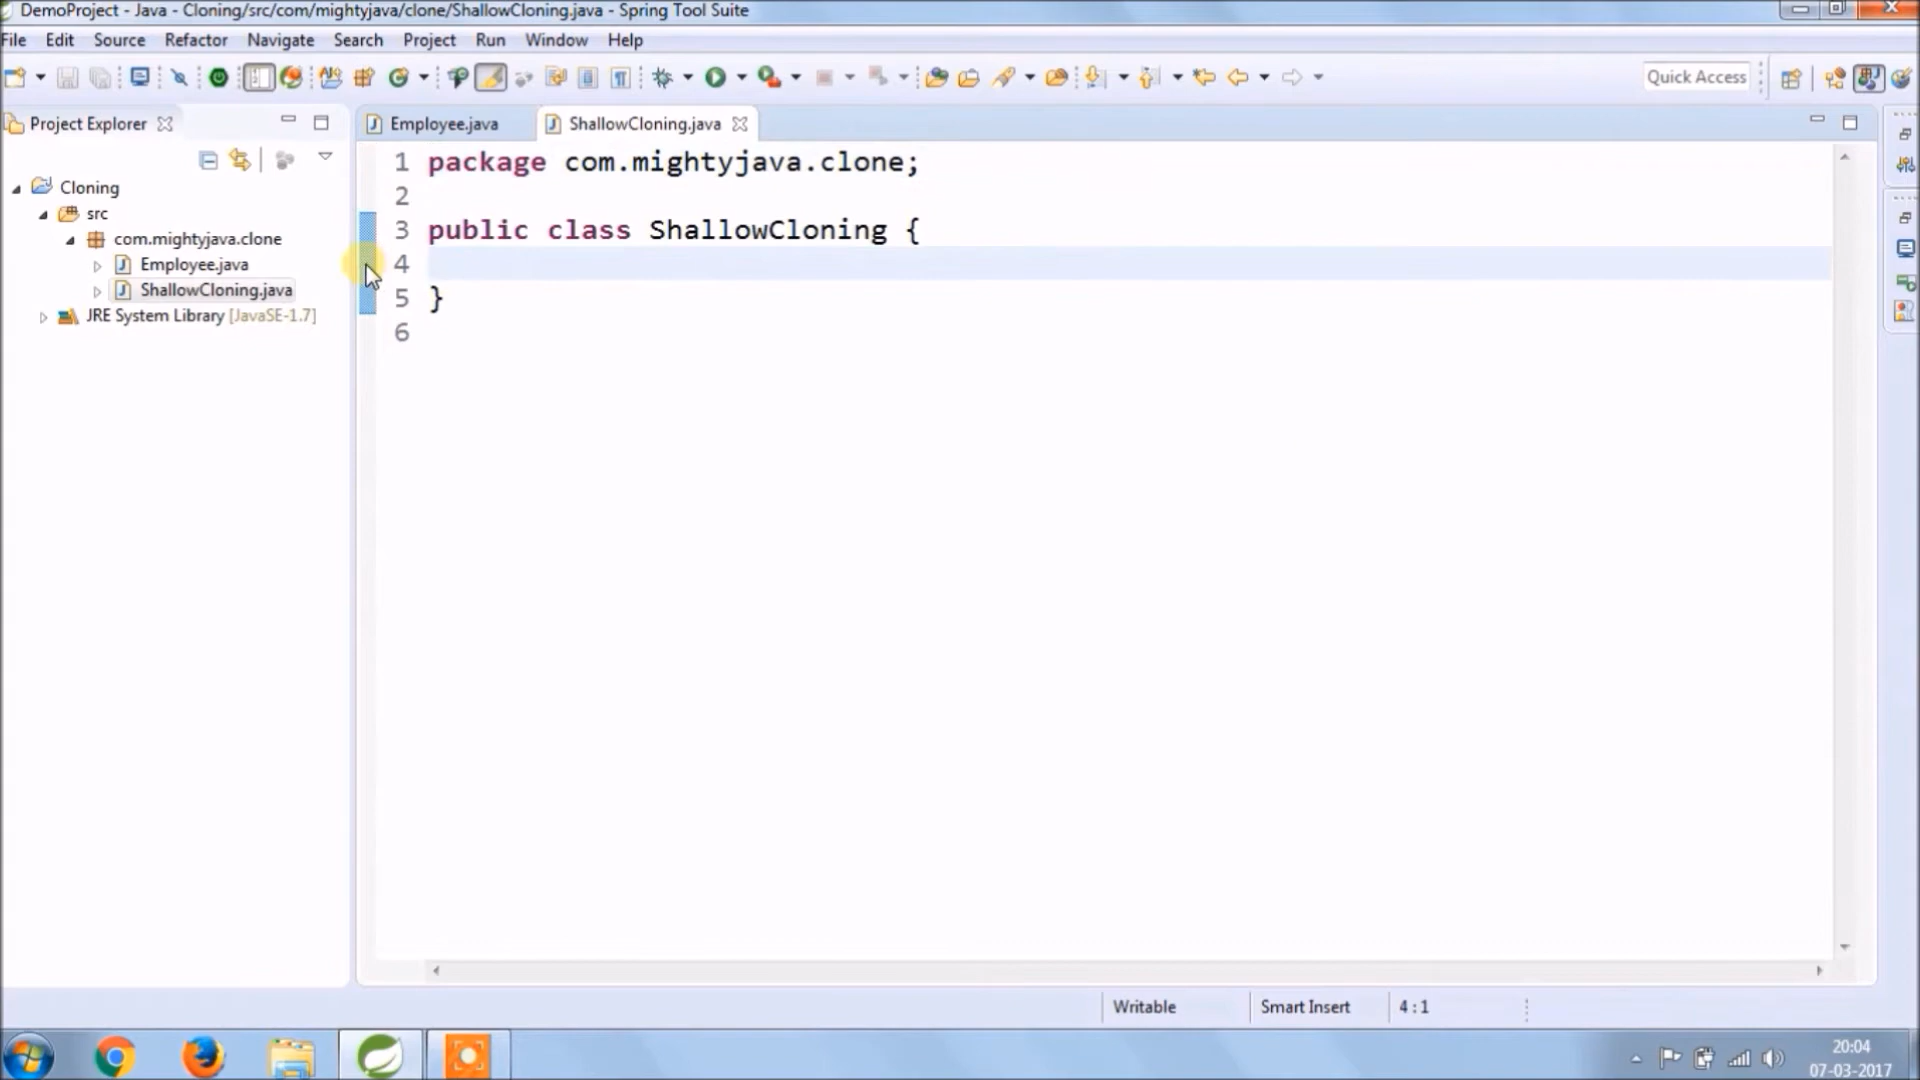 DemoProject - Java - Cloning/src/com/mightyjava/clone/ShallowCloning.java - Spring Tool Suite
File Edit Source Refactor Navigate Search Project Run Window Help
Quick Access
Project Explorer
Employee.java ShallowCloning.java
Cloning
src
com.mightyjava.clone
Employee.java
ShallowCloning.java
JRE System Library [JavaSE-1.7]
1 package com.mightyjava.clone;
2
3 public class ShallowCloning {
4
5 }
6
Writable Smart Insert 4 : 1
20:04
07-03-2017